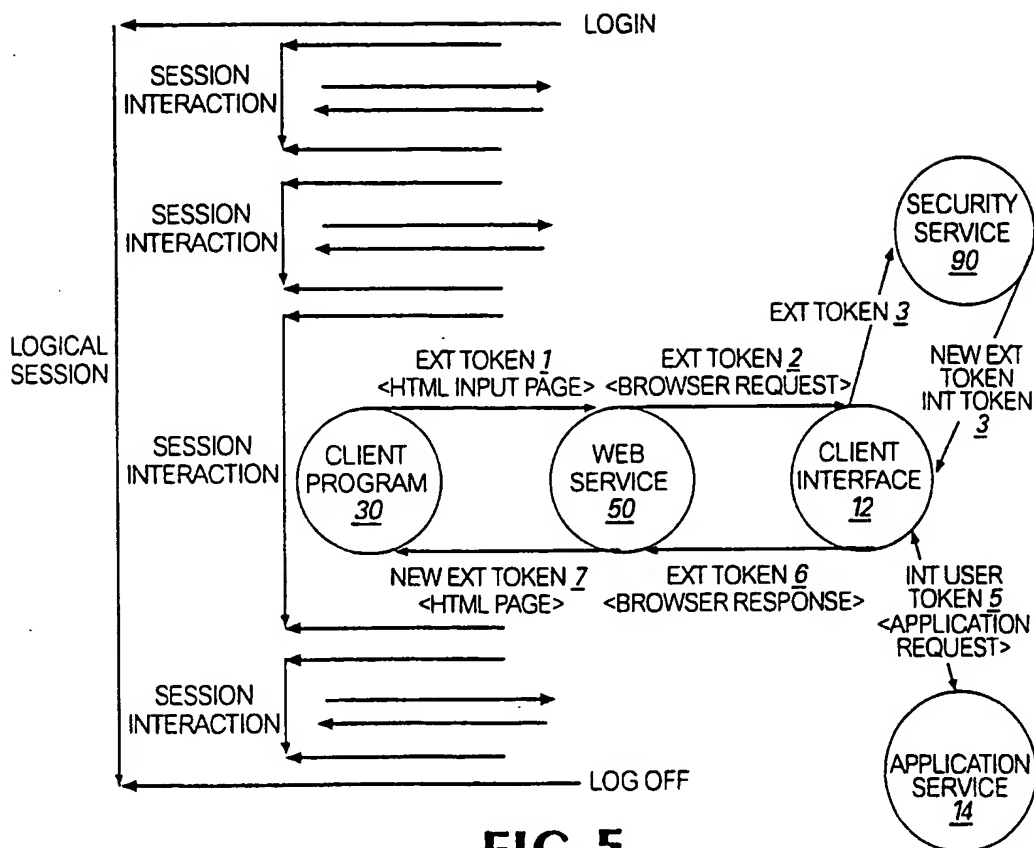 LOGIN
SESSION
INTERACTION
SESSION
INTERACTION
SECURITY
SERVICE
90
EXT TOKEN 3
LOGICAL
SESSION
EXT TOKEN 1
<HTML INPUT PAGE>
EXT TOKEN 2
<BROWSER REQUEST>
NEW EXT
TOKEN
INT TOKEN
3
SESSION
INTERACTION
CLIENT
PROGRAM
30
WEB
SERVICE
50
CLIENT
INTERFACE
12
NEW EXT TOKEN 7
<HTML PAGE>
EXT TOKEN 6
<BROWSER RESPONSE>
INT USER
TOKEN 5
<APPLICATION
REQUEST>
SESSION
INTERACTION
LOG OFF
APPLICATION
SERVICE
14
FIG. 5